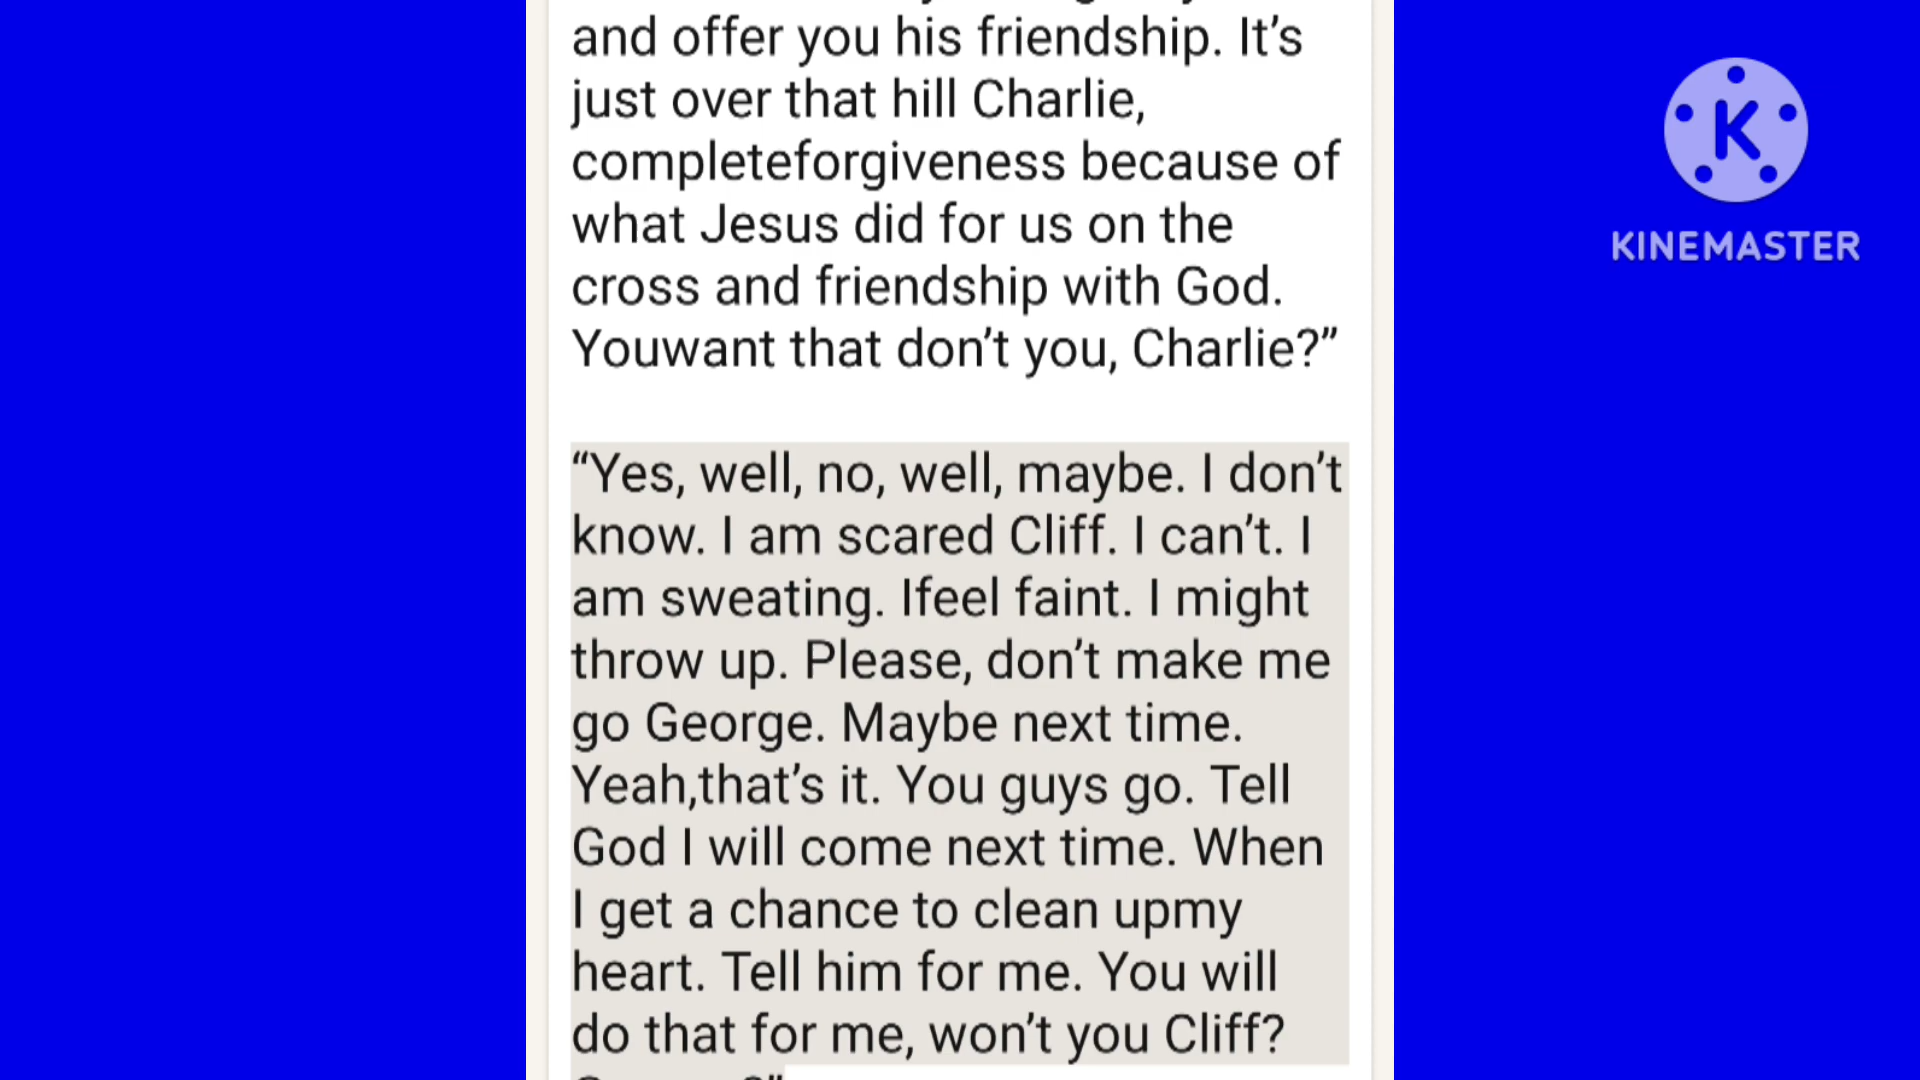 and offer you his friendship. It’s
just over that hill Charlie,
completeforgiveness because of
what Jesus did for us on the
cross and friendship with God.
Youwant that don’t you, Charlie?”
“Yes, well, no, well, maybe. I don’t
know. I am scared Cliff. I can’t. I
am sweating. Ifeel faint. I might
throw up. Please, don’t make me
go George. Maybe next time.
Yeah,that’s it. You guys go. Tell
God I will come next time. When
I get a chance to clean upmy
heart. Tell him for me. You will
do that for me, won’t you Cliff?
K
KINEMASTER